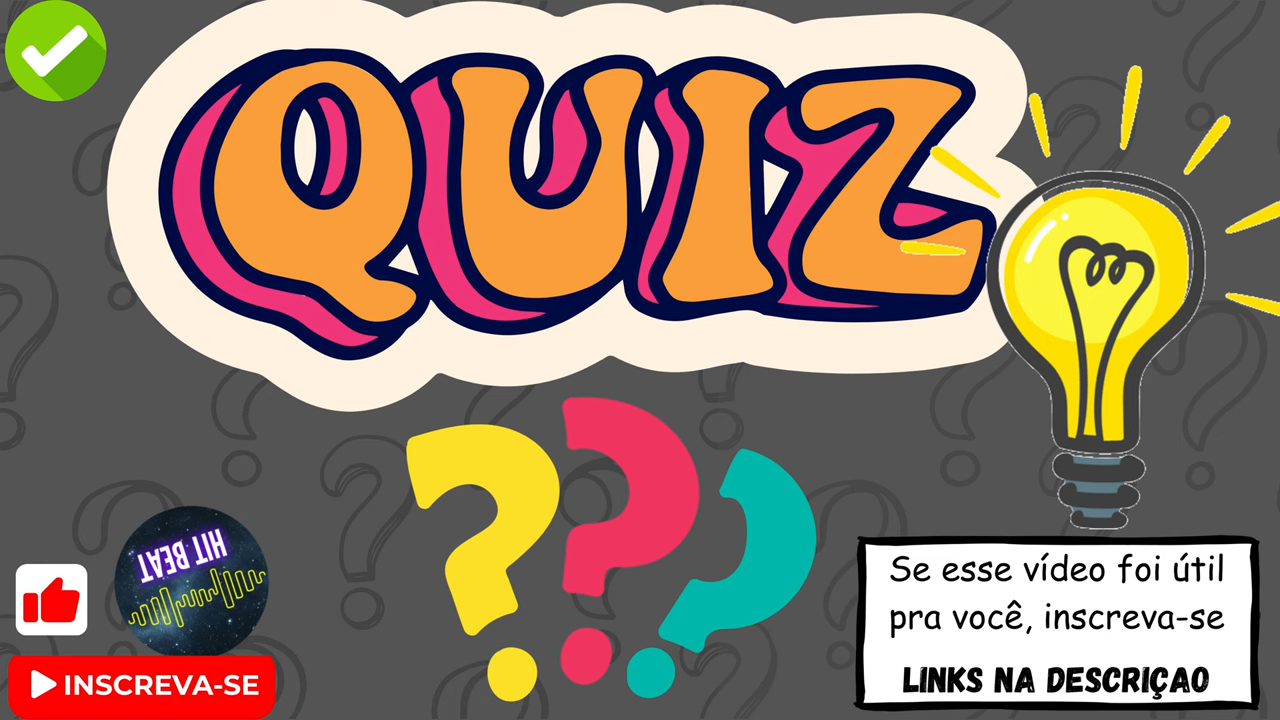 QUIZ
???
HIT BEAT
INSCREVA-SE
Se esse vídeo foi útil
pra você, inscreva-se
LINKS NA DESCRIÇAO